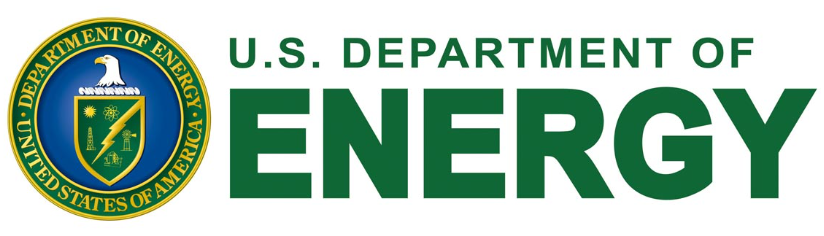 DEPARTMENT OF ENERGY
UNITED STATES OF AMERICA
U.S. DEPARTMENT OF
ENERGY